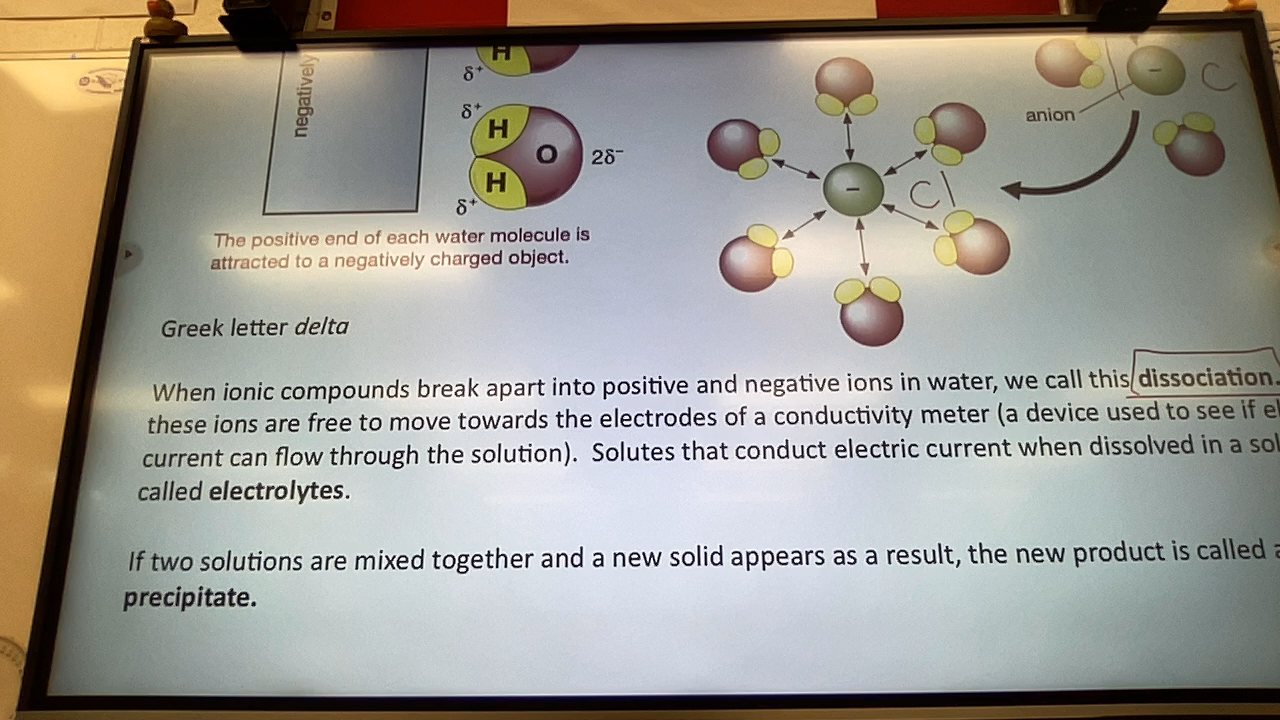 negatively
H
δ+
δ+
H
O
2δ−
H
δ+
The positive end of each water molecule is
attracted to a negatively charged object.
−
C
anion
−
Cl
Greek letter delta
When ionic compounds break apart into positive and negative ions in water, we call this dissociation.
these ions are free to move towards the electrodes of a conductivity meter (a device used to see if
current can flow through the solution). Solutes that conduct electric current when dissolved in a
called electrolytes.
If two solutions are mixed together and a new solid appears as a result, the new product is called
precipitate.